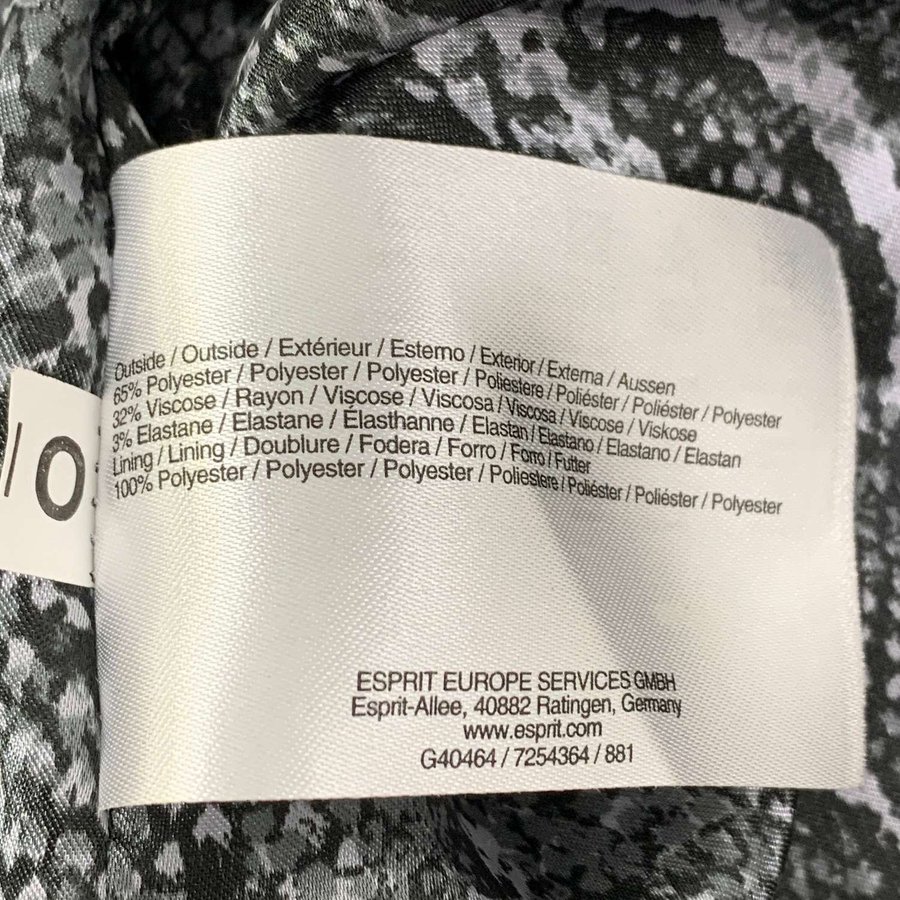 Outside / Outside / Extérieur / Esterno / Exterior / Externa / Aussen
65% Polyester / Polyester / Polyester / Poliestere / Poliéster / Poliéster / Polyester
32% Viscose / Rayon / Viscose / Viscosa / Viscosa / Viscose / Viskose
3% Elastane / Elastane / Élasthanne / Elastan / Elastano / Elastano / Elastan
Lining / Lining / Doublure / Fodera / Forro / Forro / Futter
100% Polyester / Polyester / Polyester / Poliestere / Poliéster / Poliéster / Polyester
/O
ESPRIT EUROPE SERVICES GMBH
Esprit-Allee, 40882 Ratingen, Germany
www.esprit.com
G40464 / 7254364 / 881